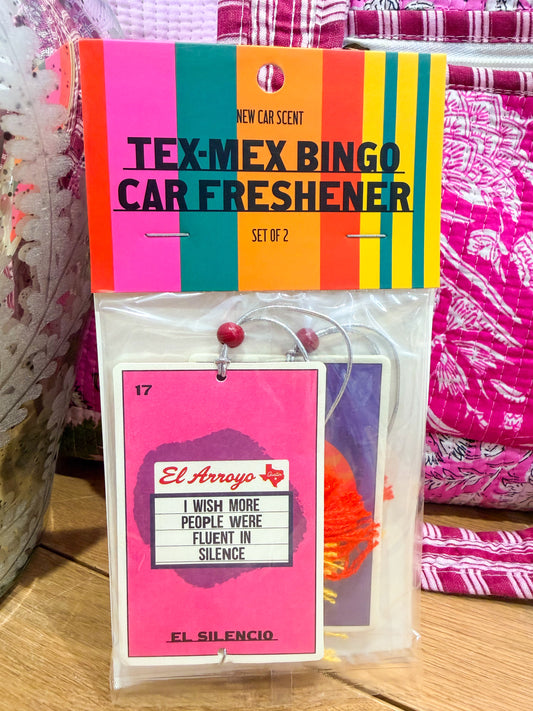 NEW CAR SCENT
TEX-MEX BINGO
CAR FRESHENER
SET OF 2
17
El Arroyo
Austin
I WISH MORE
PEOPLE WERE
FLUENT IN
SILENCE
EL SILENCIO